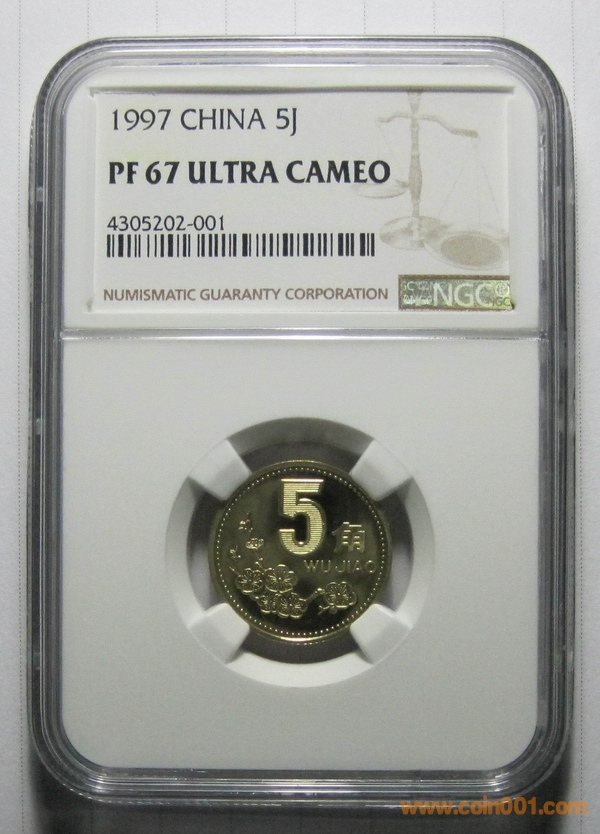 1997 CHINA 5J
PF 67 ULTRA CAMEO
4305202-001
NUMISMATIC GUARANTY CORPORATION
NGC
5角
WU JIAO
www.coin001.com